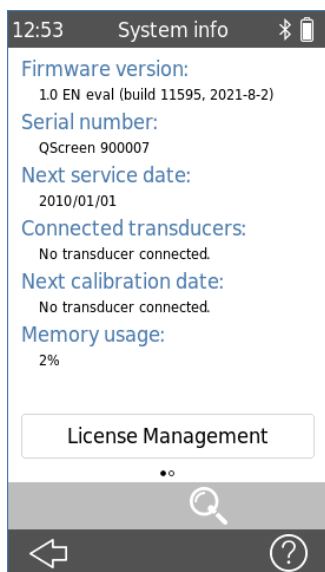 12:53 System info
Firmware version:
1.0 EN eval (build 11595, 2021-8-2)
Serial number:
QScreen 900007
Next service date:
2010/01/01
Connected transducers:
No transducer connected.
Next calibration date:
No transducer connected.
Memory usage:
2%
License Management
?